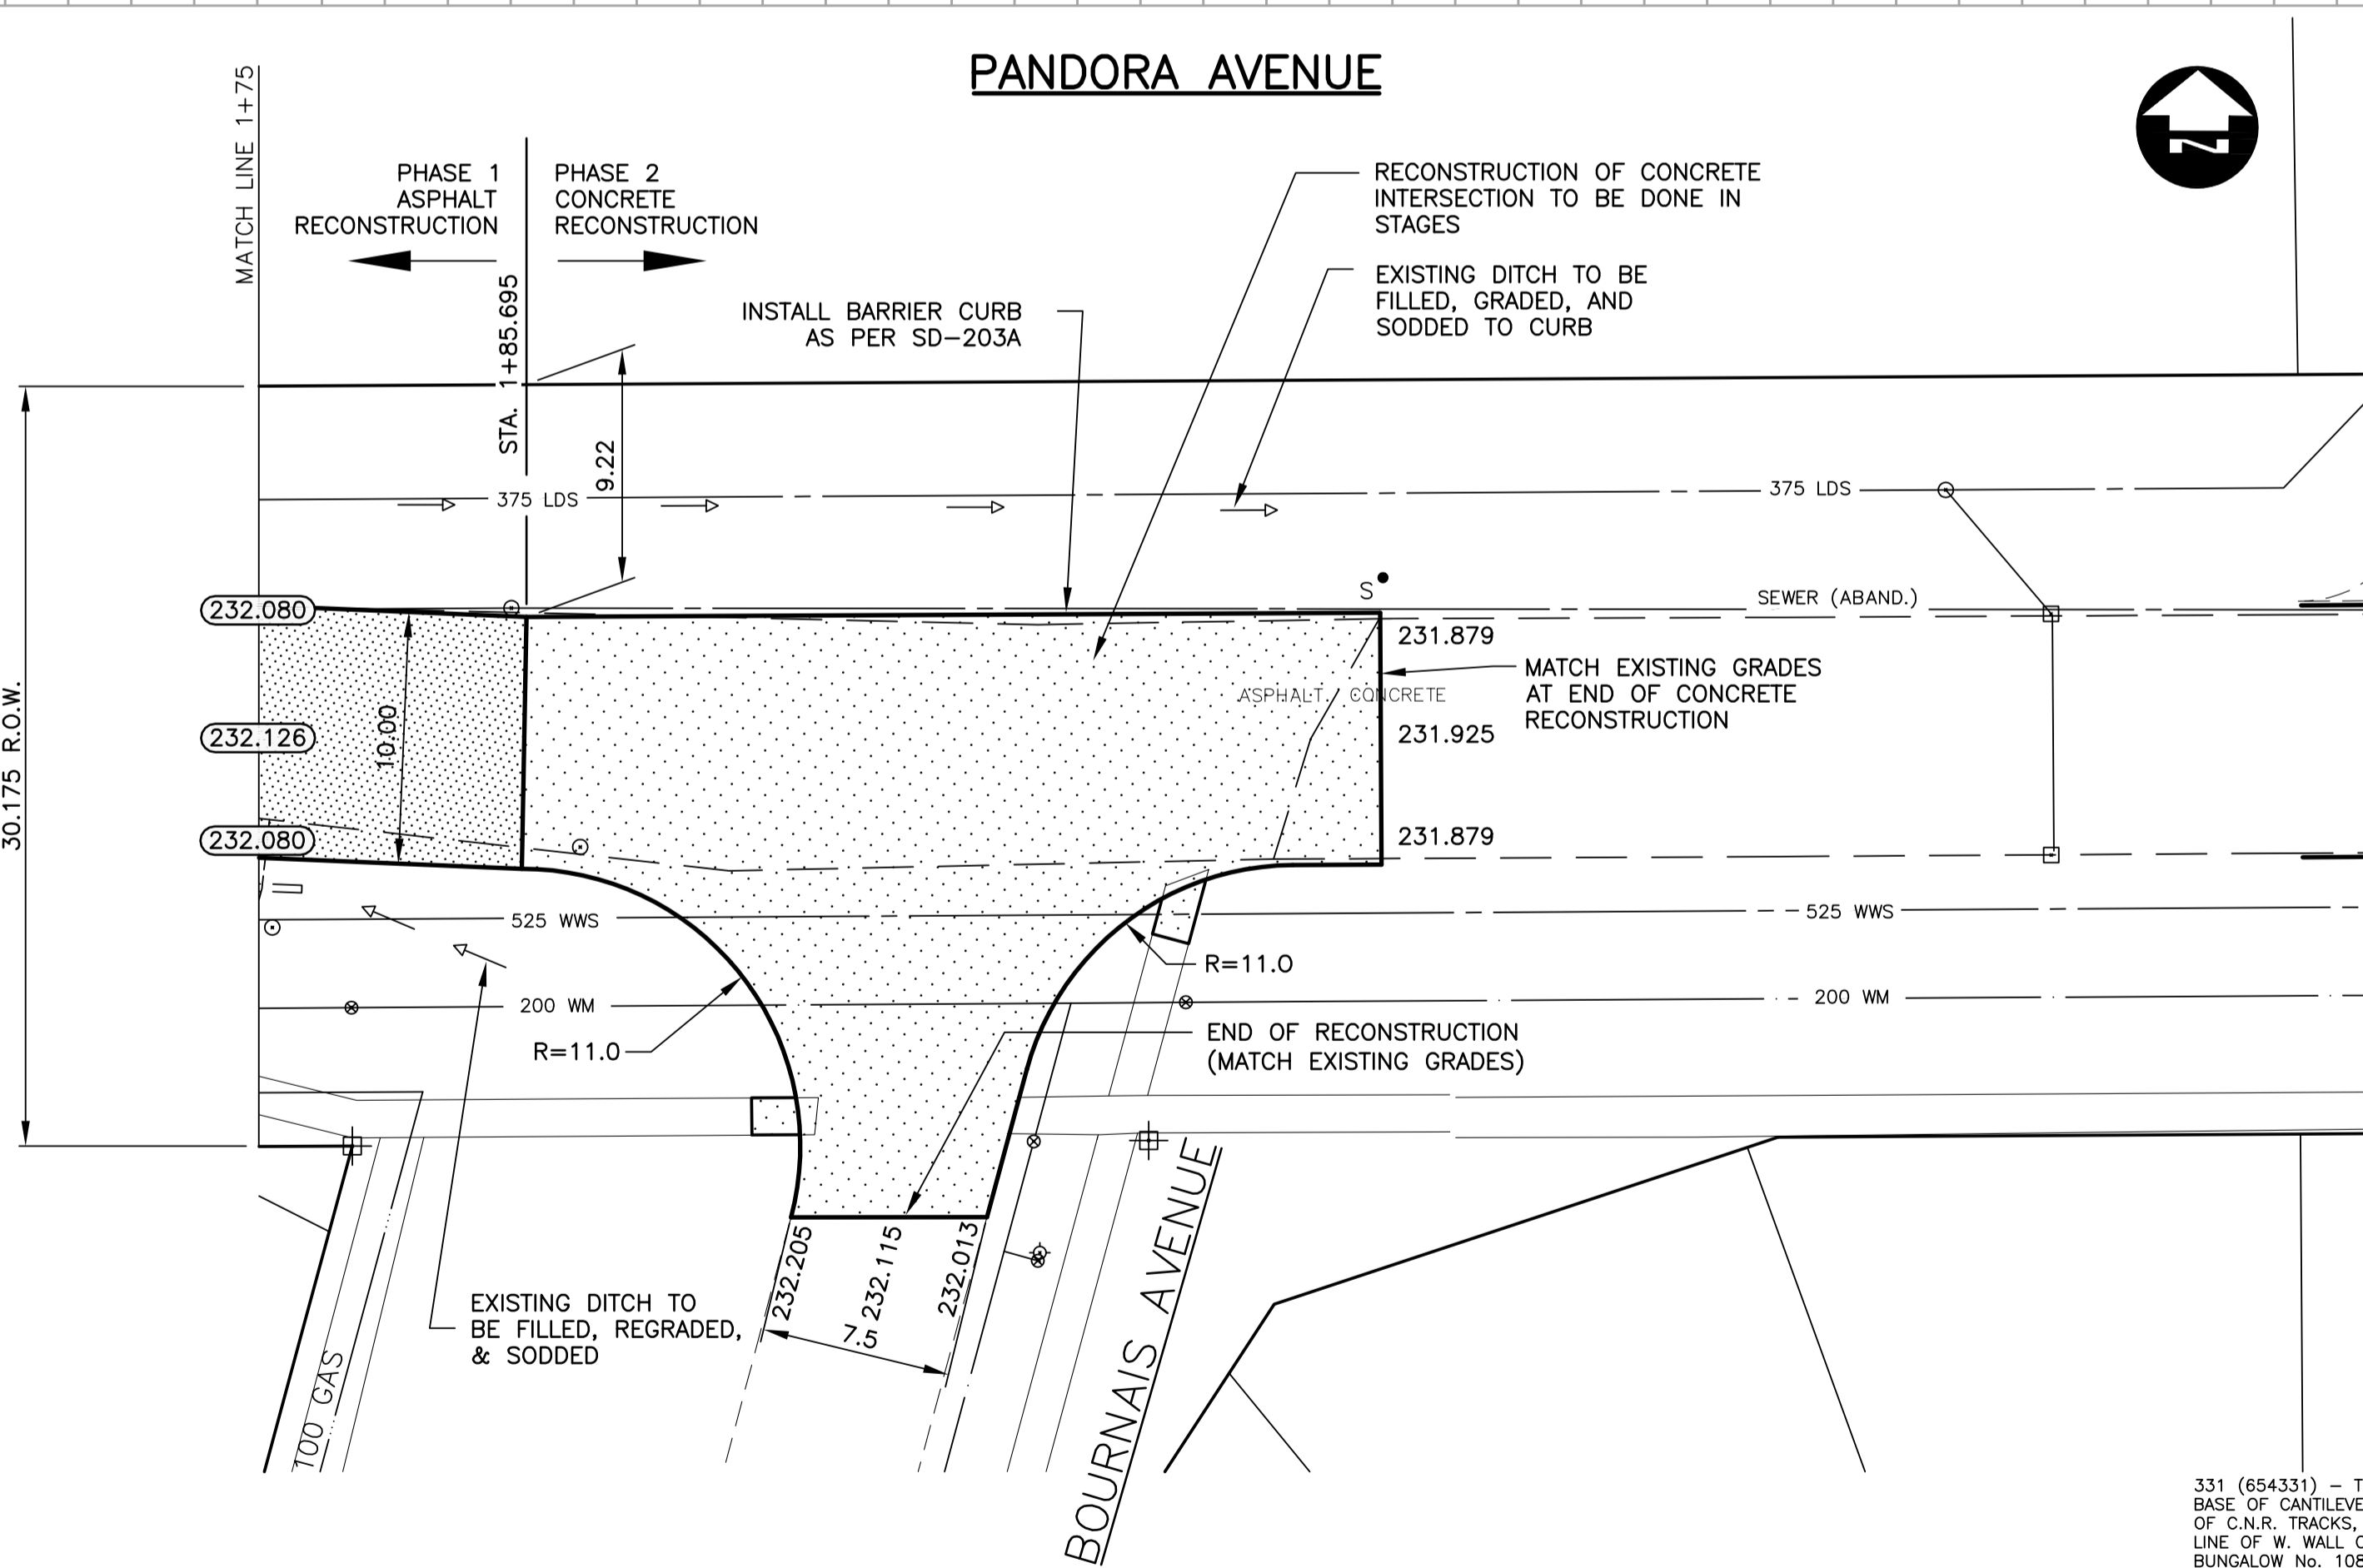 PANDORA AVENUE
MATCH LINE 1+75
PHASE 1
ASPHALT
RECONSTRUCTION
PHASE 2
CONCRETE
RECONSTRUCTION
STA. 1+85.695
RECONSTRUCTION OF CONCRETE
INTERSECTION TO BE DONE IN
STAGES
EXISTING DITCH TO BE
FILLED, GRADED, AND
SODDED TO CURB
INSTALL BARRIER CURB
AS PER SD-203A
N
9.22
375 LDS
375 LDS
S
SEWER (ABAND.)
232.080
232.126
232.080
30.175 R.O.W.
10.00
ASPHALT
CONCRETE
231.879
231.925
231.879
MATCH EXISTING GRADES
AT END OF CONCRETE
RECONSTRUCTION
525 WWS
525 WWS
R=11.0
R=11.0
200 WM
200 WM
END OF RECONSTRUCTION
(MATCH EXISTING GRADES)
232.205
232.115
232.013
7.5
EXISTING DITCH TO
BE FILLED, REGRADED,
& SODDED
100 GAS
BOURNAIS AVENUE
331 (654331) – T
BASE OF CANTILEVE
OF C.N.R. TRACKS,
LINE OF W. WALL
BUNGALOW No. 108